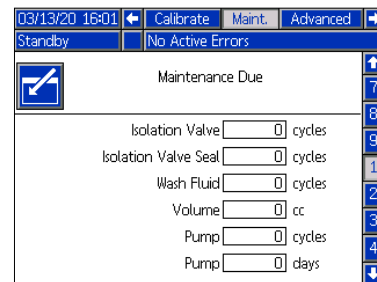 03/13/20 16:01 Calibrate Maint. Advanced
Standby No Active Errors
Maintenance Due
7
8
9
1
2
3
4
Isolation Valve 0 cycles
Isolation Valve Seal 0 cycles
Wash Fluid 0 cycles
Volume 0 cc
Pump 0 cycles
Pump 0 days